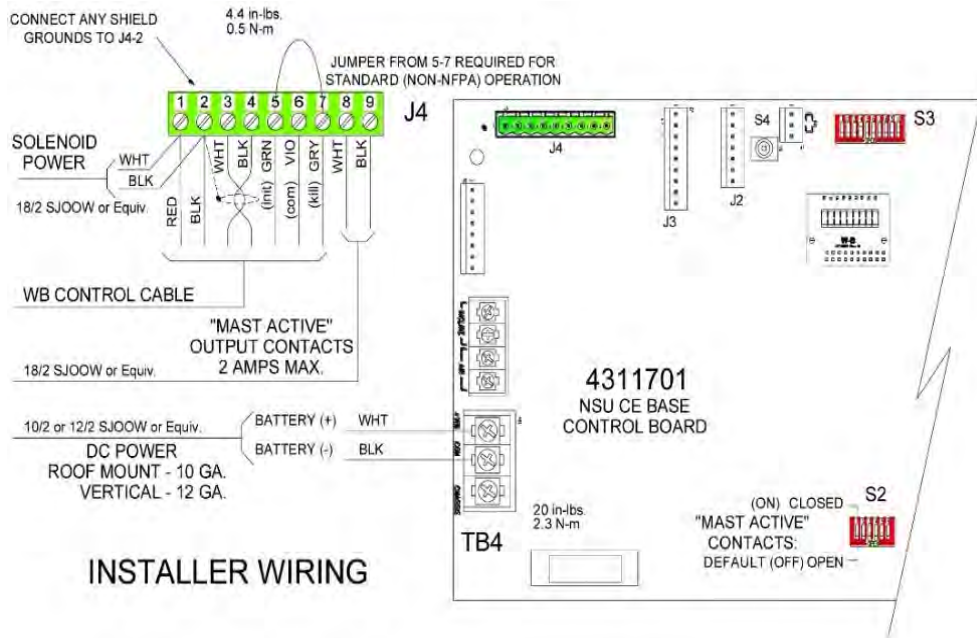 CONNECT ANY SHIELD
GROUNDS TO J4-2
4.4 in-lbs.
0.5 N-m
JUMPER FROM 5-7 REQUIRED FOR
STANDARD (NON-NFPA) OPERATION
1 2 3 4 5 6 7 8 9
J4
SOLENOID
POWER
WHT
BLK
18/2 SJOOW or Equiv.
RED
BLK
WHT
BLK
(init) GRN
(com) VIO
(kill) GRY
WHT
BLK
WB CONTROL CABLE
"MAST ACTIVE"
OUTPUT CONTACTS
2 AMPS MAX.
18/2 SJOOW or Equiv.
10/2 or 12/2 SJOOW or Equiv.
BATTERY (+) WHT
BATTERY (-) BLK
DC POWER
ROOF MOUNT - 10 GA.
VERTICAL - 12 GA.
INSTALLER WIRING
J4
J3
J2
S4
S3
W-B
4311701
NSU CE BASE
CONTROL BOARD
TB4
20 in-lbs.
2.3 N-m
S2
(ON) CLOSED
"MAST ACTIVE"
CONTACTS:
DEFAULT (OFF) OPEN